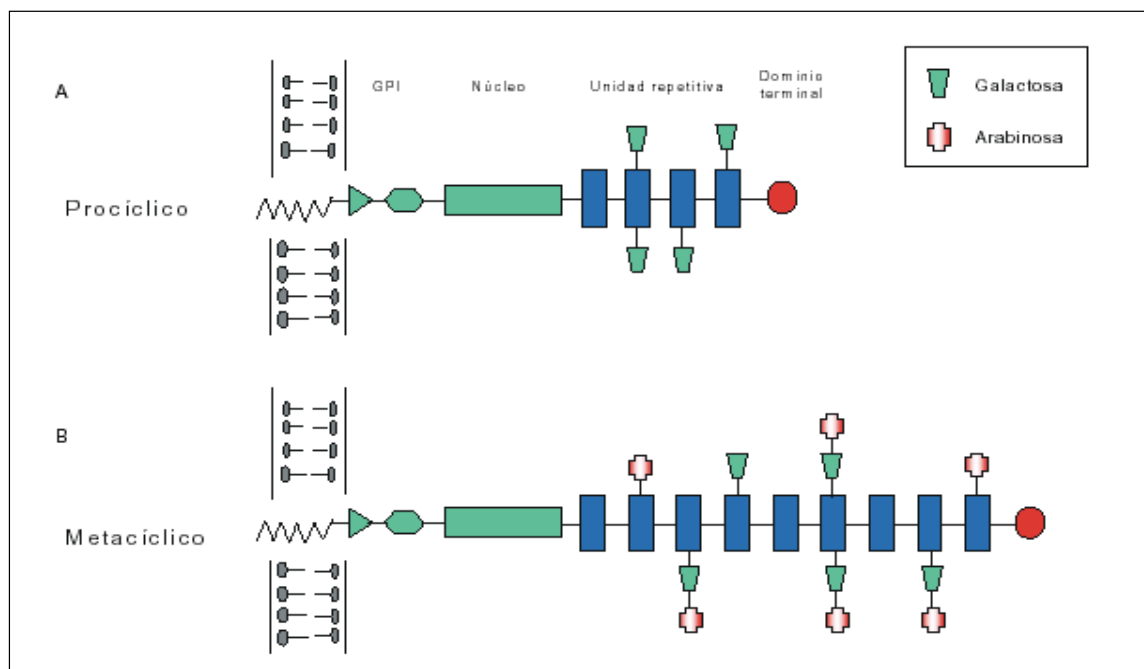 A
GPI
Núcleo
Unidad repetitiva
Dominio
terminal
Galactosa
Arabinosa
Procíclico
B
Metacíclico